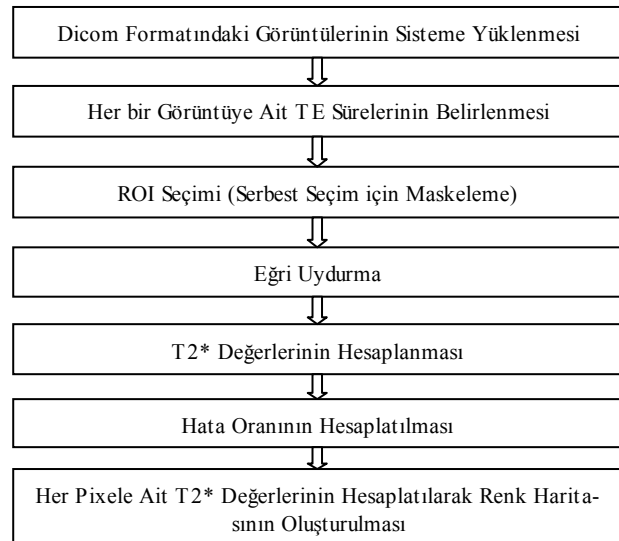 Dicom Formatındaki Görüntülerinin Sisteme Yüklenmesi
Her bir Görüntüye Ait TE Sürelerinin Belirlenmesi
ROI Seçimi (Serbest Seçim için Maskeleme)
Eğri Uydurma
T2* Değerlerinin Hesaplanması
Hata Oranının Hesaplatılması
Her Pixele Ait T2* Değerlerinin Hesaplatılarak Renk Harita-
sının Oluşturulması